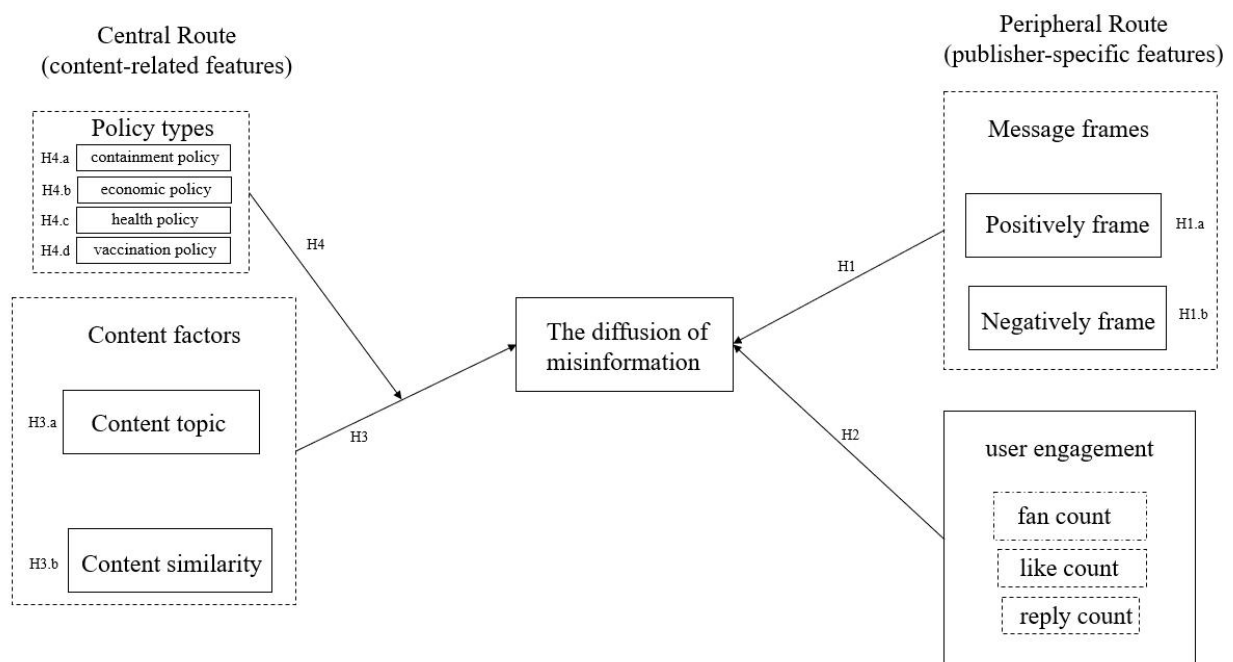 Central Route
(content-related features)
Policy types
H4.a containment policy
H4.b economic policy
H4.c health policy
H4.d vaccination policy
H4
Content factors
H3.a Content topic
H3.b Content similarity
H3
The diffusion of
misinformation
Peripheral Route
(publisher-specific features)
Message frames
Positively frame H1.a
Negatively frame H1.b
H1
H2
user engagement
fan count
like count
reply count